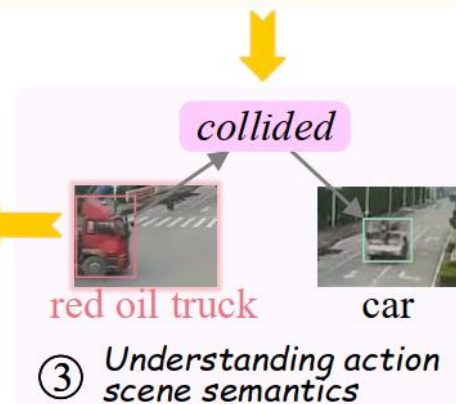 collided
red oil truck
car
③ Understanding action
scene semantics